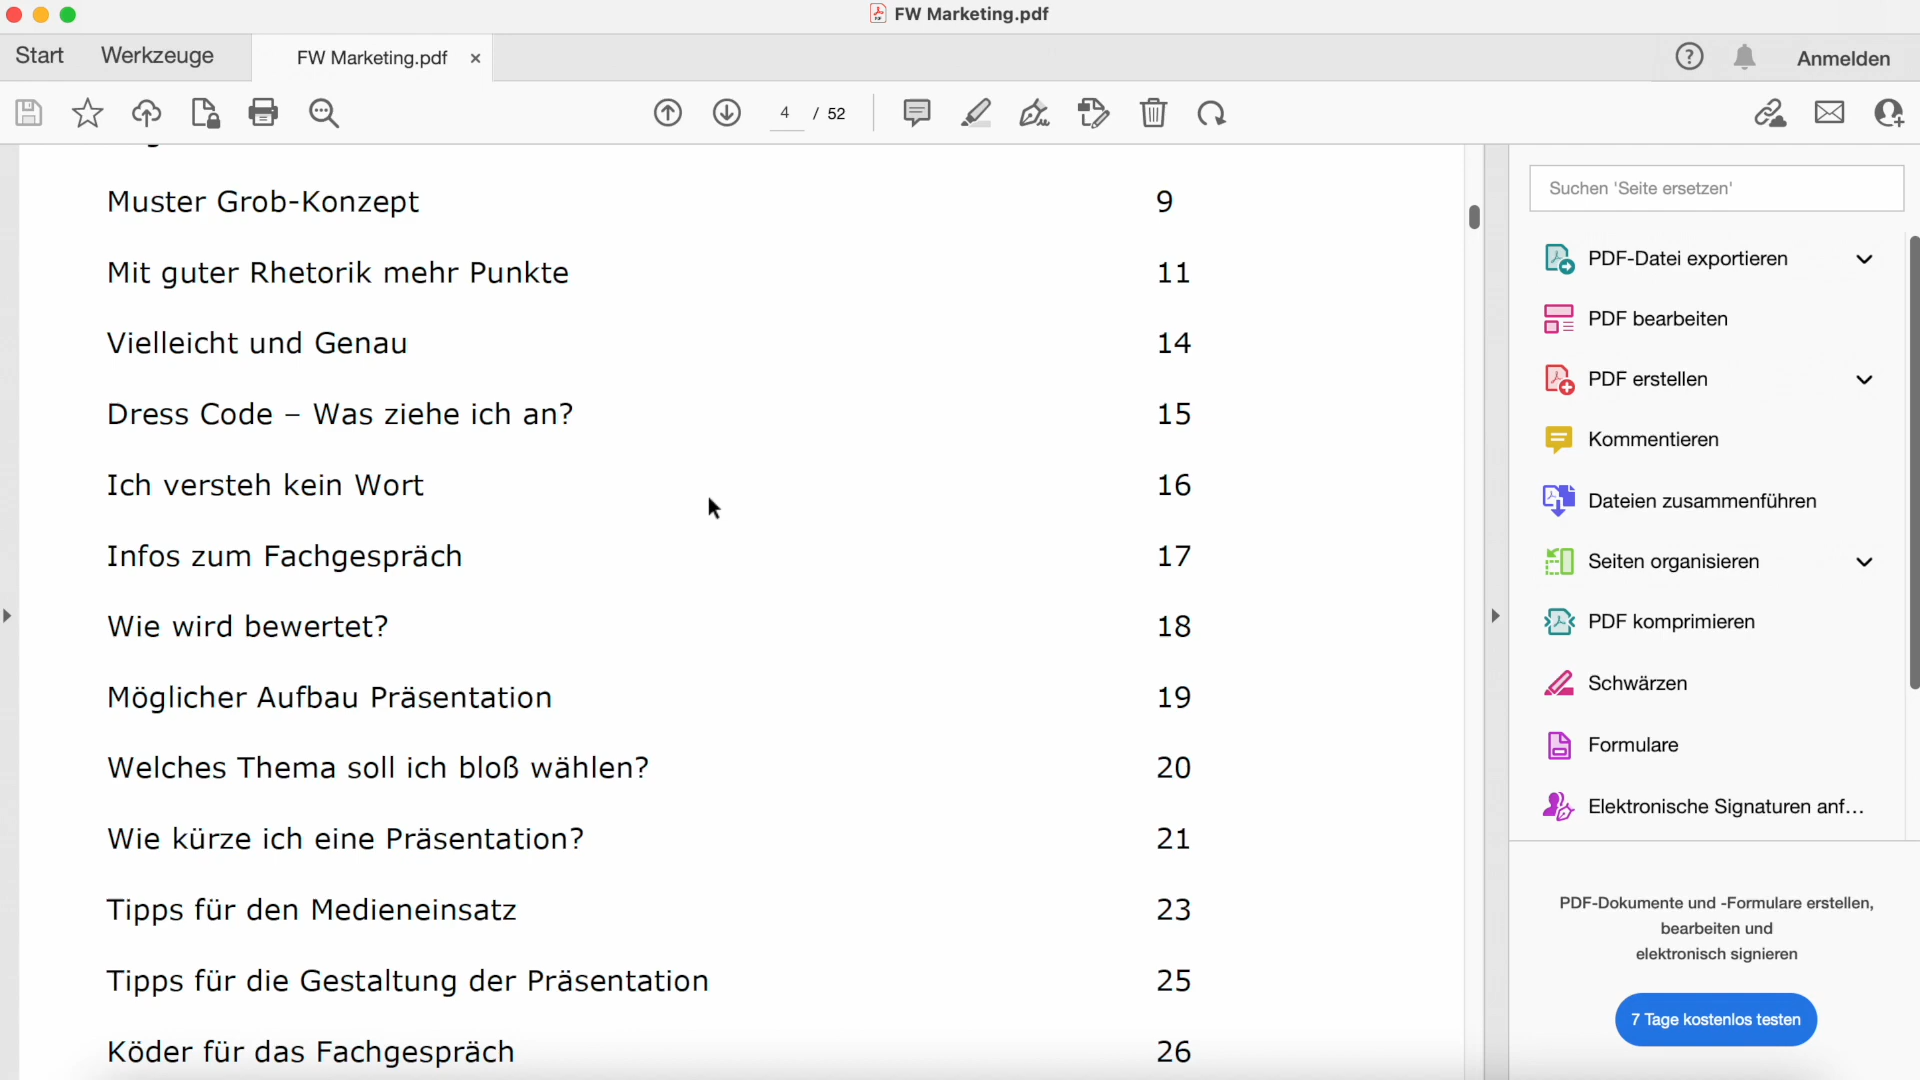 FW Marketing.pdf
Start Werkzeuge FW Marketing.pdf × Anmelden
4 / 52
Muster Grob-Konzept 9
Mit guter Rhetorik mehr Punkte 11
Vielleicht und Genau 14
Dress Code – Was ziehe ich an? 15
Ich versteh kein Wort 16
Infos zum Fachgespräch 17
Wie wird bewertet? 18
Möglicher Aufbau Präsentation 19
Welches Thema soll ich bloß wählen? 20
Wie kürze ich eine Präsentation? 21
Tipps für den Medieneinsatz 23
Tipps für die Gestaltung der Präsentation 25
Köder für das Fachgespräch 26
Suchen 'Seite ersetzen'
PDF-Datei exportieren
PDF bearbeiten
PDF erstellen
Kommentieren
Dateien zusammenführen
Seiten organisieren
PDF komprimieren
Schwärzen
Formulare
Elektronische Signaturen anf...
PDF-Dokumente und -Formulare erstellen,
bearbeiten und
elektronisch signieren
7 Tage kostenlos testen